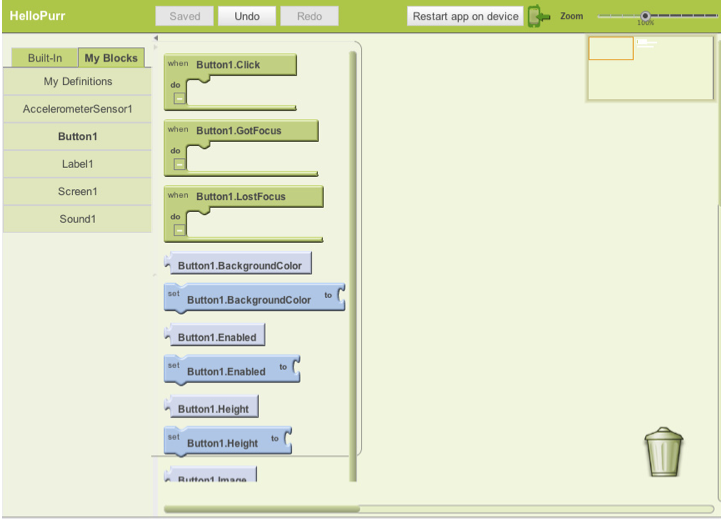 HelloPurr
Saved
Undo
Redo
Restart app on device
Zoom
100%
Built-In
My Blocks
My Definitions
AccelerometerSensor1
Button1
Label1
Screen1
Sound1
when Button1.Click
do
when Button1.GotFocus
do
when Button1.LostFocus
do
Button1.BackgroundColor
set Button1.BackgroundColor to
Button1.Enabled
set Button1.Enabled to
Button1.Height
set Button1.Height to
Button1.Image